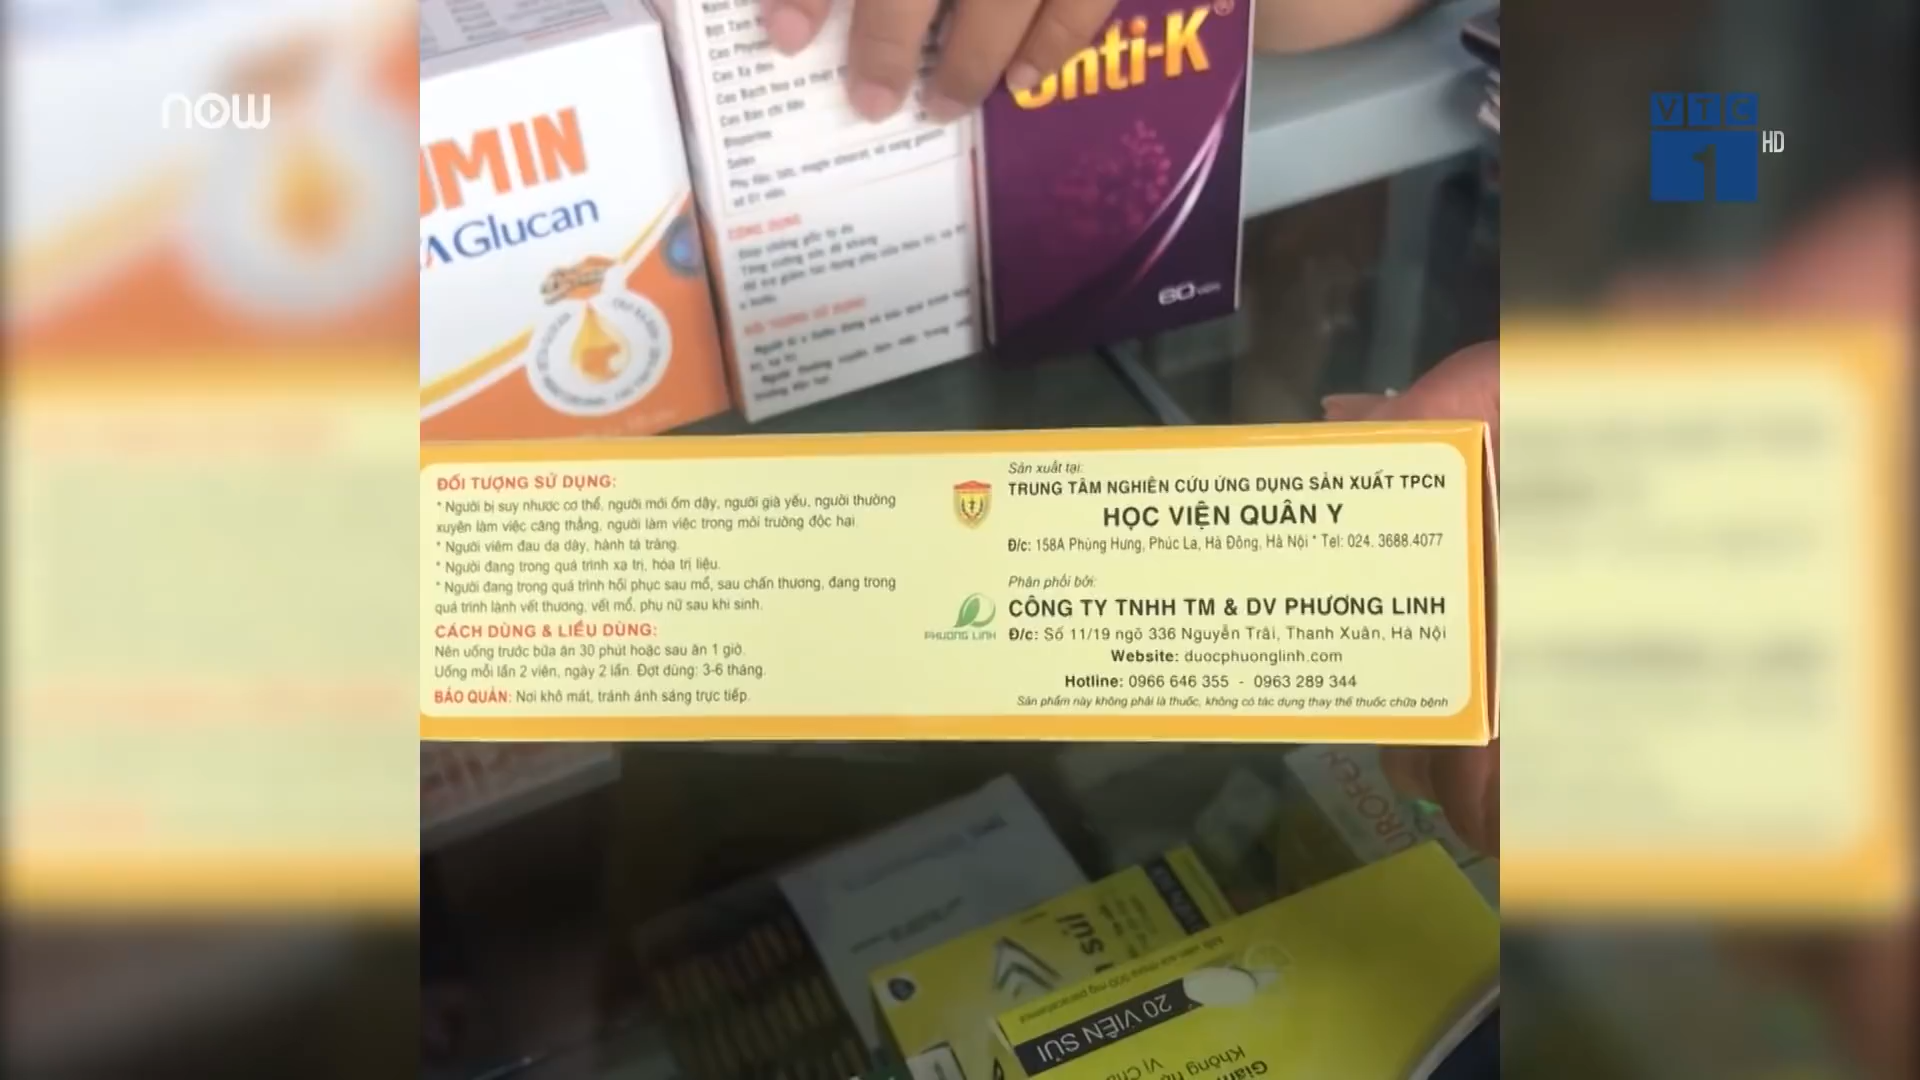 now
VTC
1
HD
UMIN
Glucan
CÔNG DỤNG
ĐỐI TƯỢNG SỬ DỤNG
nti-K®
60 viên
ĐỐI TƯỢNG SỬ DỤNG:
* Người bị suy nhược cơ thể, người mới ốm dậy, người già yếu, người thường
xuyên làm việc căng thẳng, người làm việc trong môi trường độc hại.
* Người viêm đau dạ dày, hành tá tràng.
* Người đang trong quá trình xạ trị, hóa trị liệu.
* Người đang trong quá trình hồi phục sau mổ, sau chấn thương, đang trong
quá trình lành vết thương, vết mổ, phụ nữ sau khi sinh.
CÁCH DÙNG & LIỀU DÙNG:
Nên uống trước bữa ăn 30 phút hoặc sau ăn 1 giờ.
Uống mỗi lần 2 viên, ngày 2 lần. Đợt dùng: 3-6 tháng.
BẢO QUẢN: Nơi khô mát, tránh ánh sáng trực tiếp.
Sản xuất tại:
TRUNG TÂM NGHIÊN CỨU ỨNG DỤNG SẢN XUẤT TPCN
HỌC VIỆN QUÂN Y
Đ/c: 158A Phùng Hưng, Phúc La, Hà Đông, Hà Nội * Tel: 024. 3688.4077
Phân phối bởi:
PHUONG LINH
CÔNG TY TNHH TM & DV PHƯƠNG LINH
Đ/c: Số 11/19 ngõ 336 Nguyễn Trãi, Thanh Xuân, Hà Nội
Website: duocphuonglinh.com
Hotline: 0966 646 355 - 0963 289 344
Sản phẩm này không phải là thuốc, không có tác dụng thay thế thuốc chữa bệnh
UROFEN
sủi
20 VIÊN SỦI